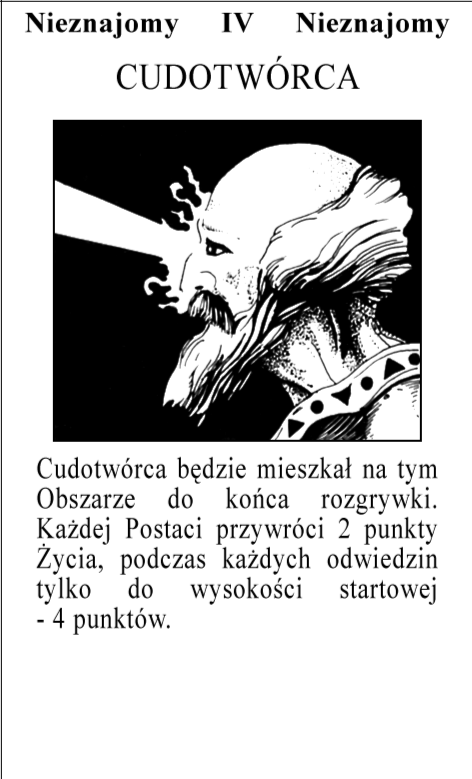 Nieznajomy IV Nieznajomy
CUDOTWÓRCA
Cudotwórca będzie mieszkał na tym
Obszarze do końca rozgrywki.
Każdej Postaci przywróci 2 punkty
Życia, podczas każdych odwiedzin
tylko do wysokości startowej
- 4 punktów.